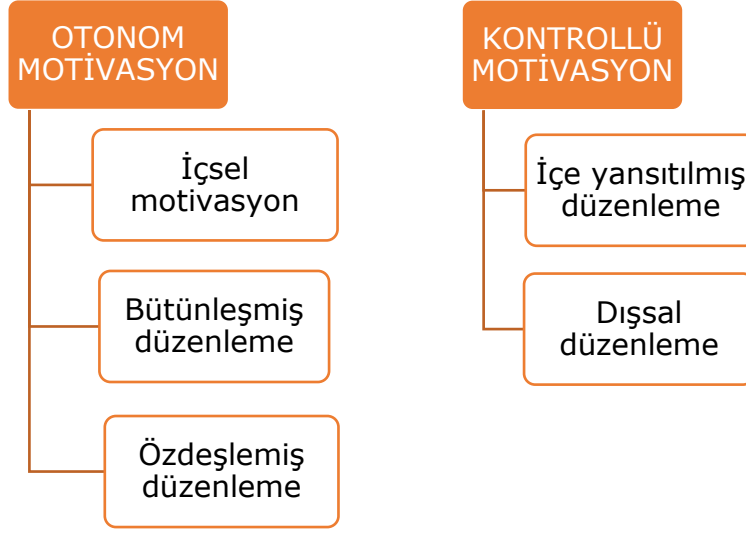 OTONOM
MOTİVASYON
İçsel
motivasyon
Bütünleşmiş
düzenleme
Özdeşlemiş
düzenleme
KONTROLLÜ
MOTİVASYON
İçe yansıtılmış
düzenleme
Dışsal
düzenleme